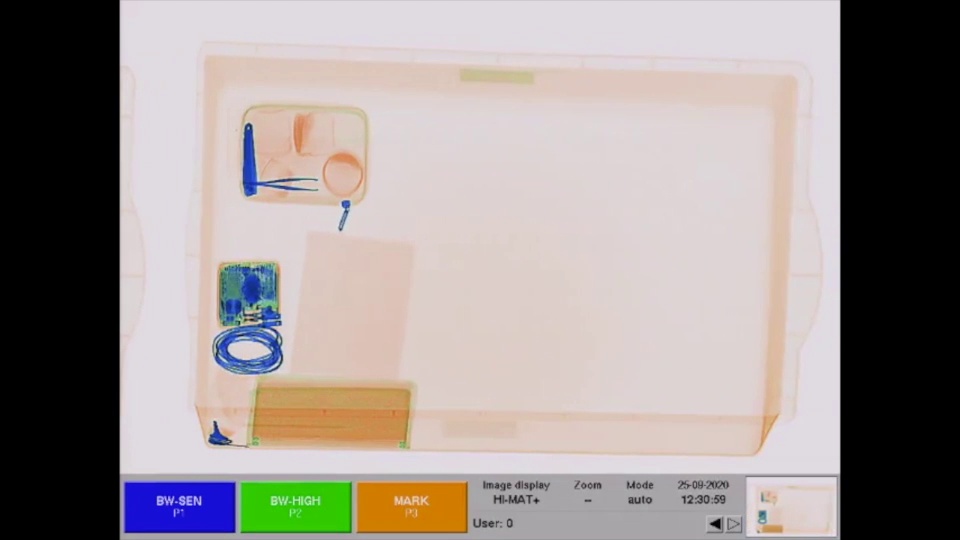 BW-SEN
P1
BW-HIGH
P2
MARK
P3
Image display
HI-MAT+
Zoom
--
Mode
auto
25-09-2020
12:30:59
User: 0